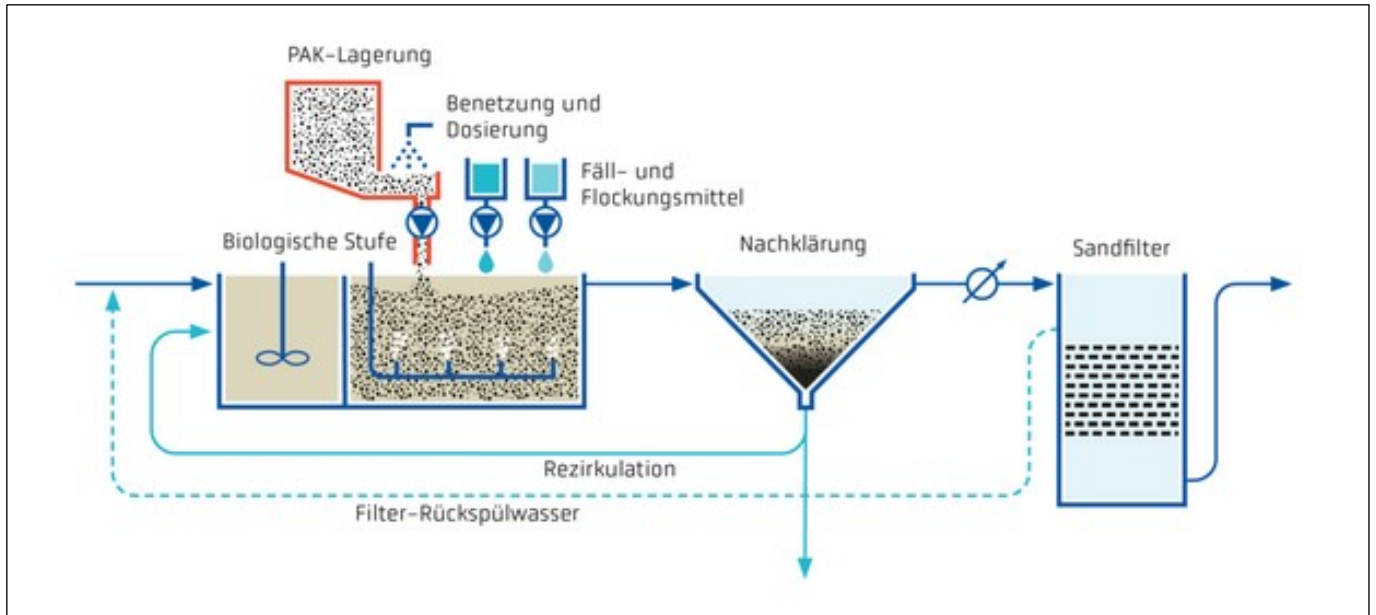 PAK-Lagerung
Benetzung und
Dosierung
Fäll- und
Flockungsmittel
Biologische Stufe
Nachklärung
Sandfilter
Rezirkulation
Filter-Rückspülwasser